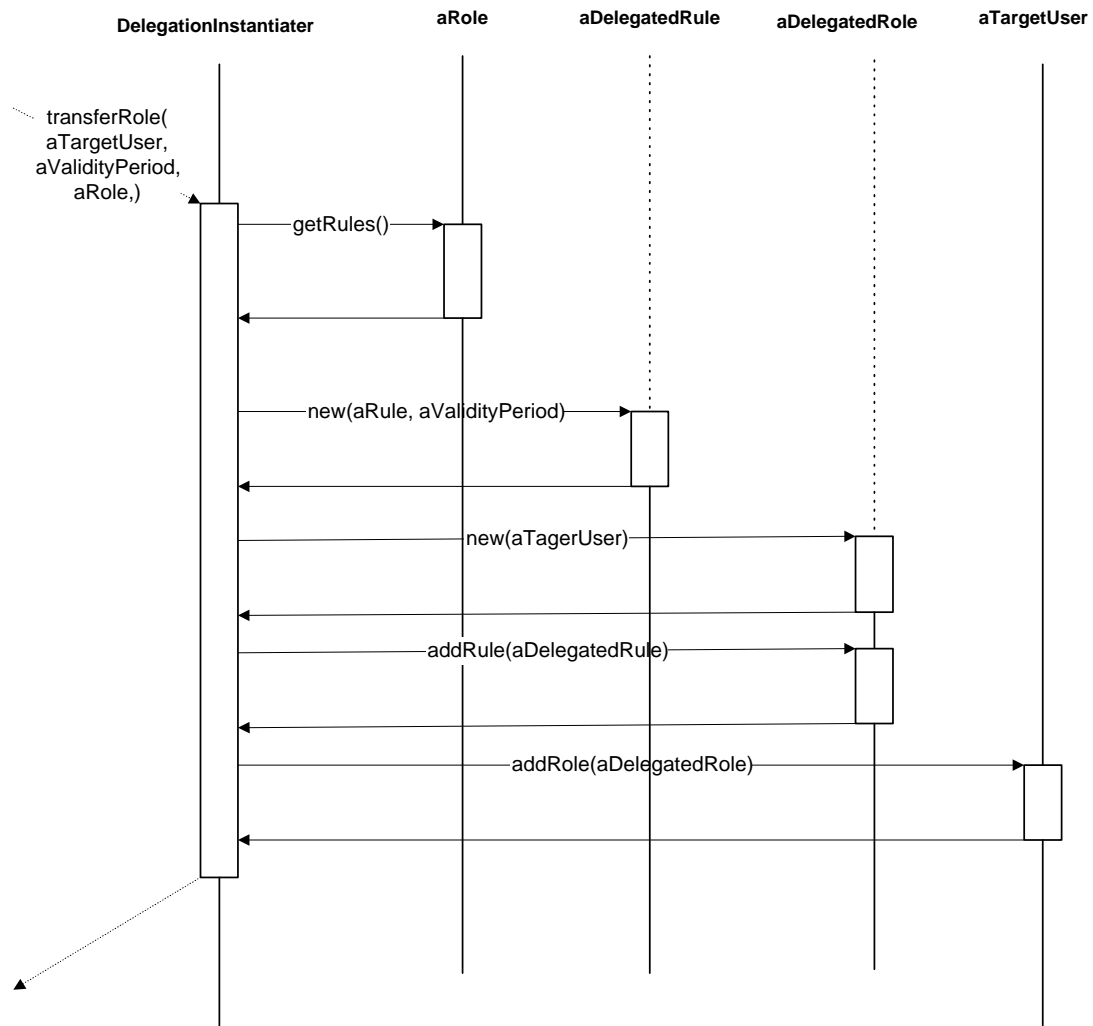 DelegationInstantiater
aRole
aDelegatedRule
aDelegatedRole
aTargetUser
transferRole(
aTargetUser,
aValidityPeriod,
aRole,)
getRules()
new(aRule, aValidityPeriod)
new(aTagerUser)
addRule(aDelegatedRule)
addRole(aDelegatedRole)